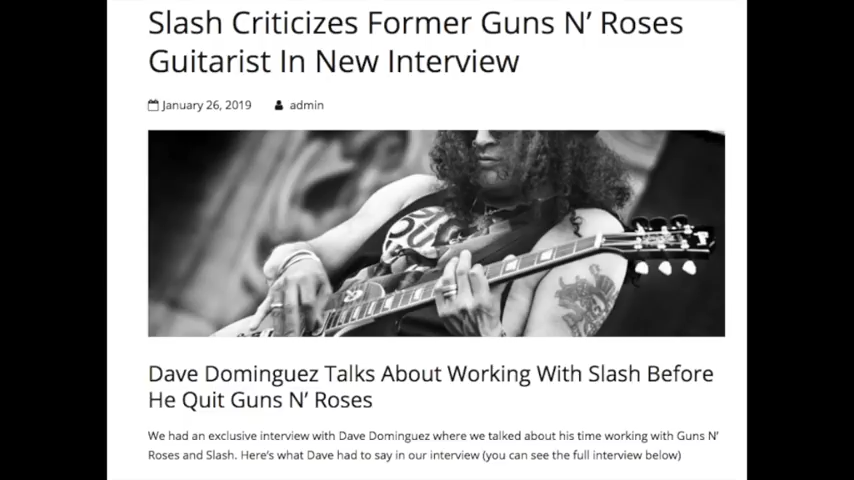 Slash Criticizes Former Guns N’ Roses
Guitarist In New Interview
January 26, 2019 admin
Dave Dominguez Talks About Working With Slash Before
He Quit Guns N’ Roses
We had an exclusive interview with Dave Dominguez where we talked about his time working with Guns N’
Roses and Slash. Here’s what Dave had to say in our interview (you can see the full interview below)